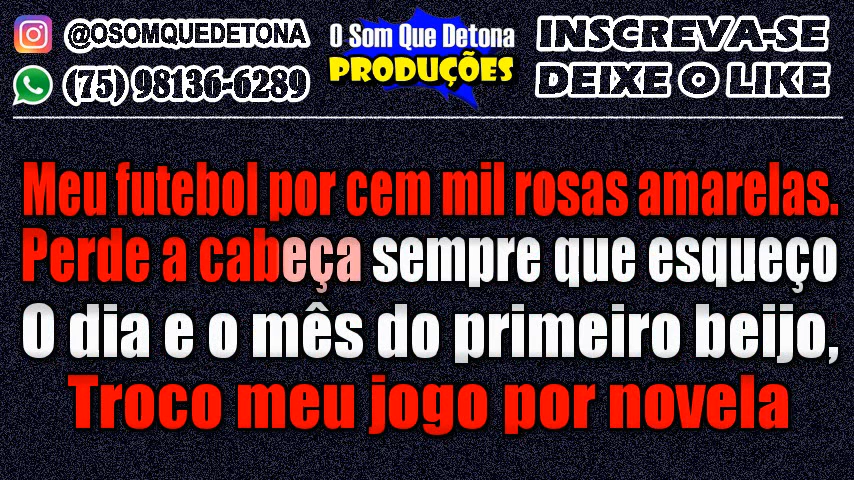 @OSOMQUEDETONA
(75) 98136-6289
O Som Que Detona
PRODUÇÕES
INSCREVA-SE
DEIXE O LIKE
Meu futebol por cem mil rosas amarelas.
Perde a cabeça sempre que esqueço
O dia e o mês do primeiro beijo,
Troco meu jogo por novela